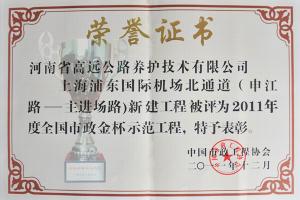 荣誉证书
河南省高远公路养护技术有限公司
上海浦东国际机场北通道（申江
路——主进场路)新建工程被评为2011年
度全国市政金杯示范工程，特予表彰。
中国市政工程协会
二〇一一年十二月